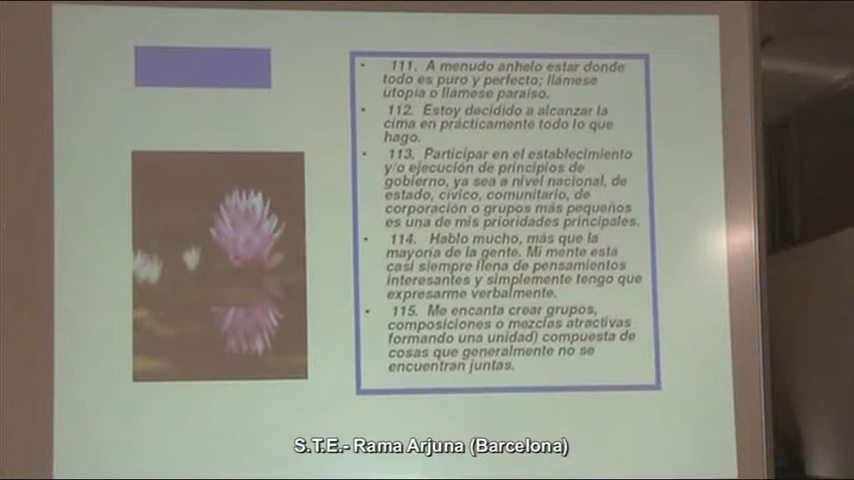 • 111. A menudo anhelo estar donde
todo es puro y perfecto; llámese
utopía o llámese paraíso.
• 112. Estoy decidido a alcanzar la
cima en prácticamente todo lo que
hago.
• 113. Participar en el establecimiento
y/o ejecución de principios de
gobierno, ya sea a nivel nacional, de
estado, cívico, comunitario, de
corporación o grupos más pequeños
es una de mis prioridades principales.
• 114. Hablo mucho, más que la
mayoría de la gente. Mi mente está
casi siempre llena de pensamientos
interesantes y simplemente tengo que
expresarme verbalmente.
• 115. Me encanta crear grupos,
composiciones o mezclas atractivas
formando una unidad) compuesta de
cosas que generalmente no se
encuentran juntas.
S.T.E.- Rama Arjuna (Barcelona)